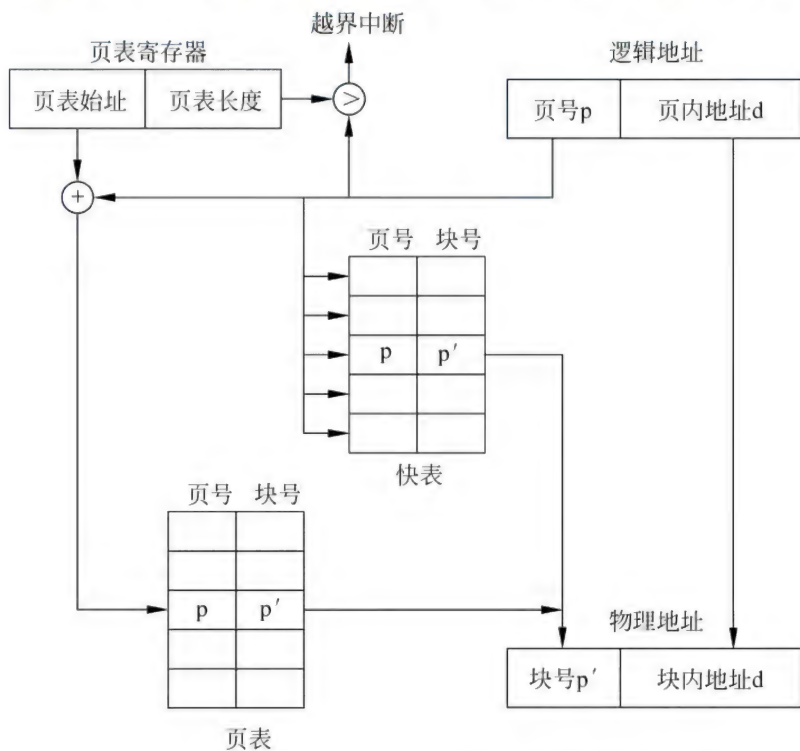 越界中断
页表寄存器
逻辑地址
页表始址 页表长度
>
页号p 页内地址d
+
页号 块号
p p′
快表
页号 块号
p p′
物理地址
块号p′ 块内地址d
页表